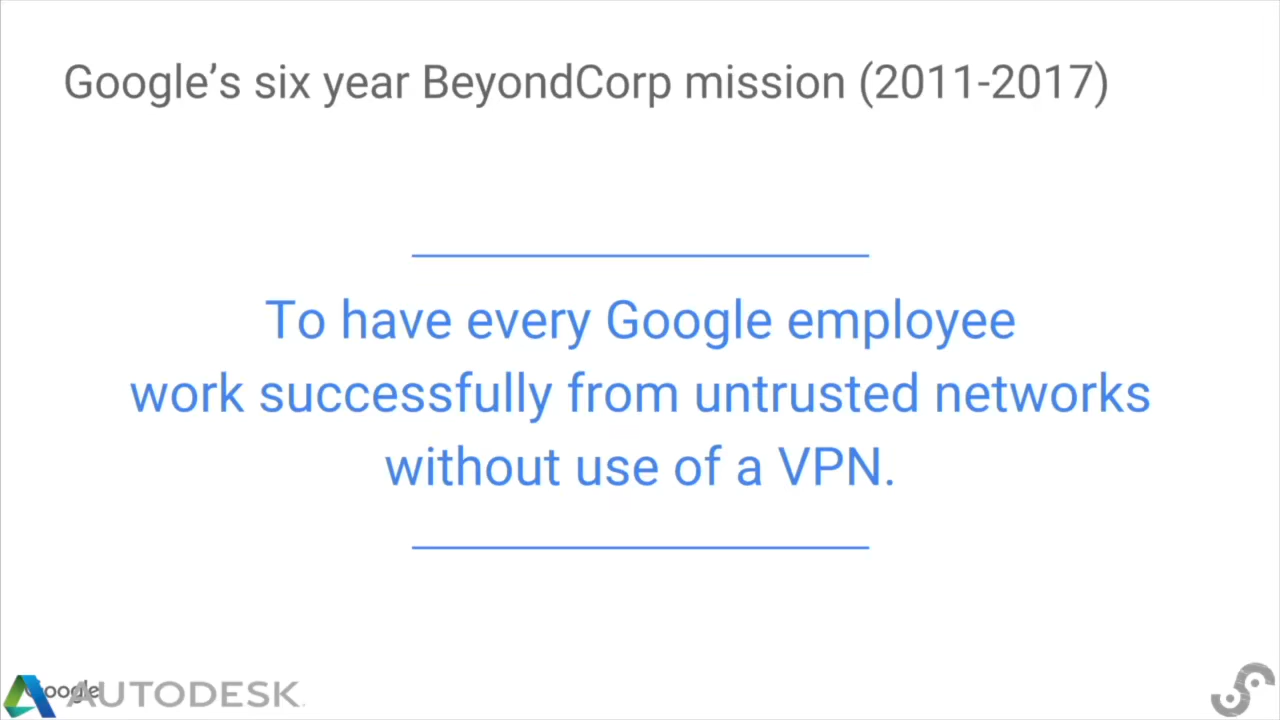 Google’s six year BeyondCorp mission (2011-2017)
To have every Google employee
work successfully from untrusted networks
without use of a VPN.
Google
AUTODESK.